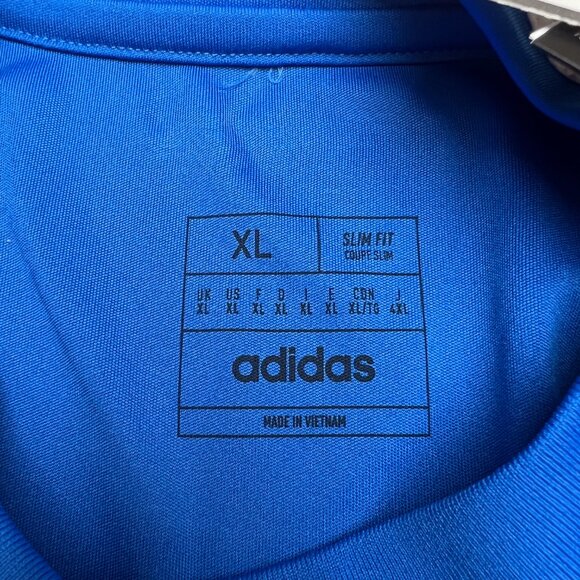 XL
SLIM FIT
COUPE SLIM
UK US F D I E CDN J
XL XL XL XL XL XL XL/TG 4XL
adidas
MADE IN VIETNAM